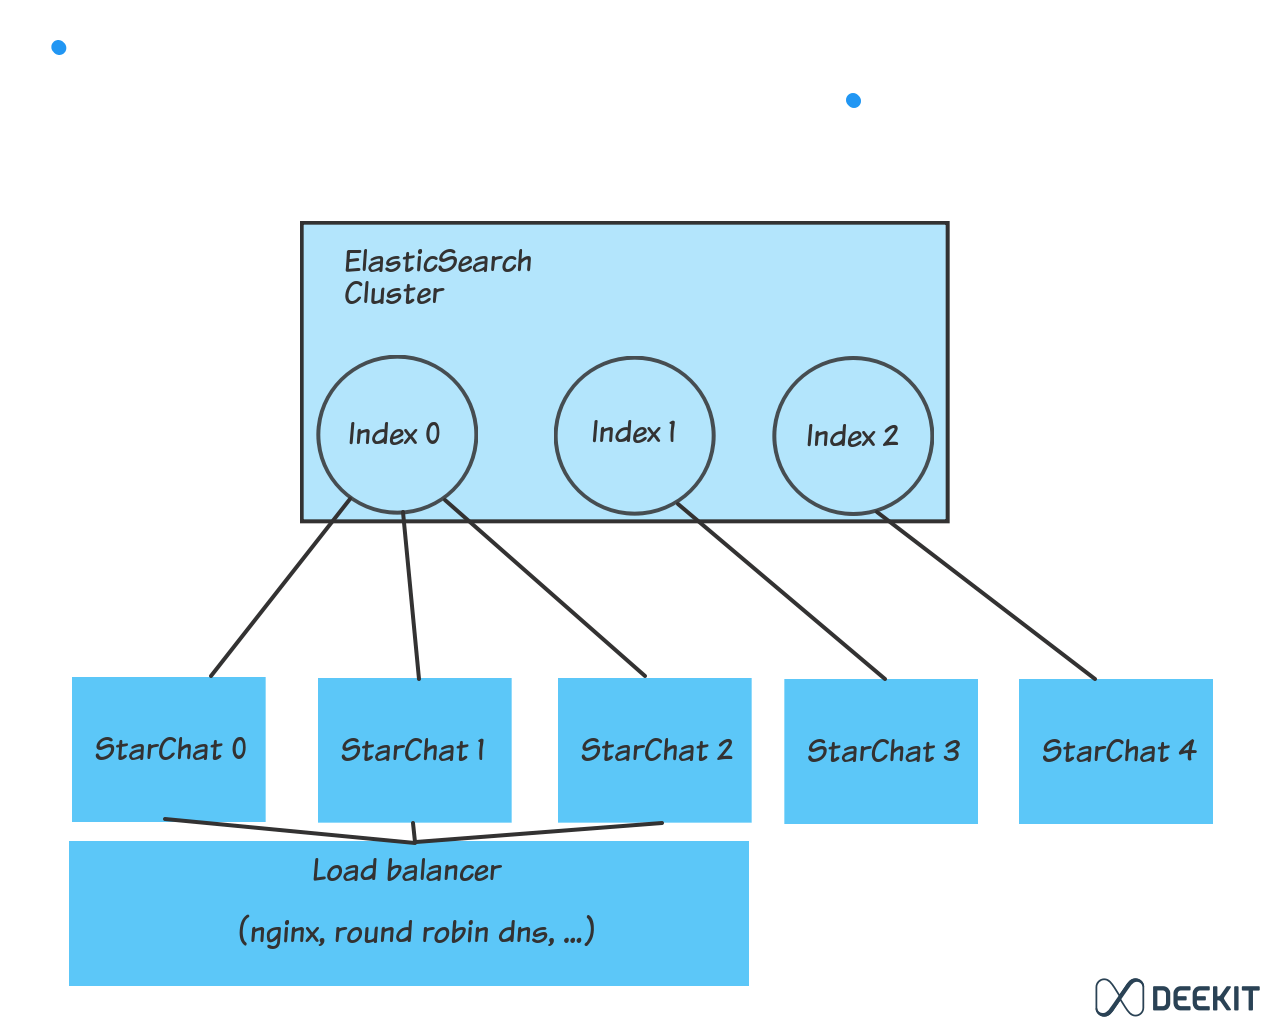 ElasticSearch
Cluster
Index 0
Index 1
Index 2
StarChat 0
StarChat 1
StarChat 2
StarChat 3
StarChat 4
Load balancer
(nginx, round robin dns, ...)
DEEKIT